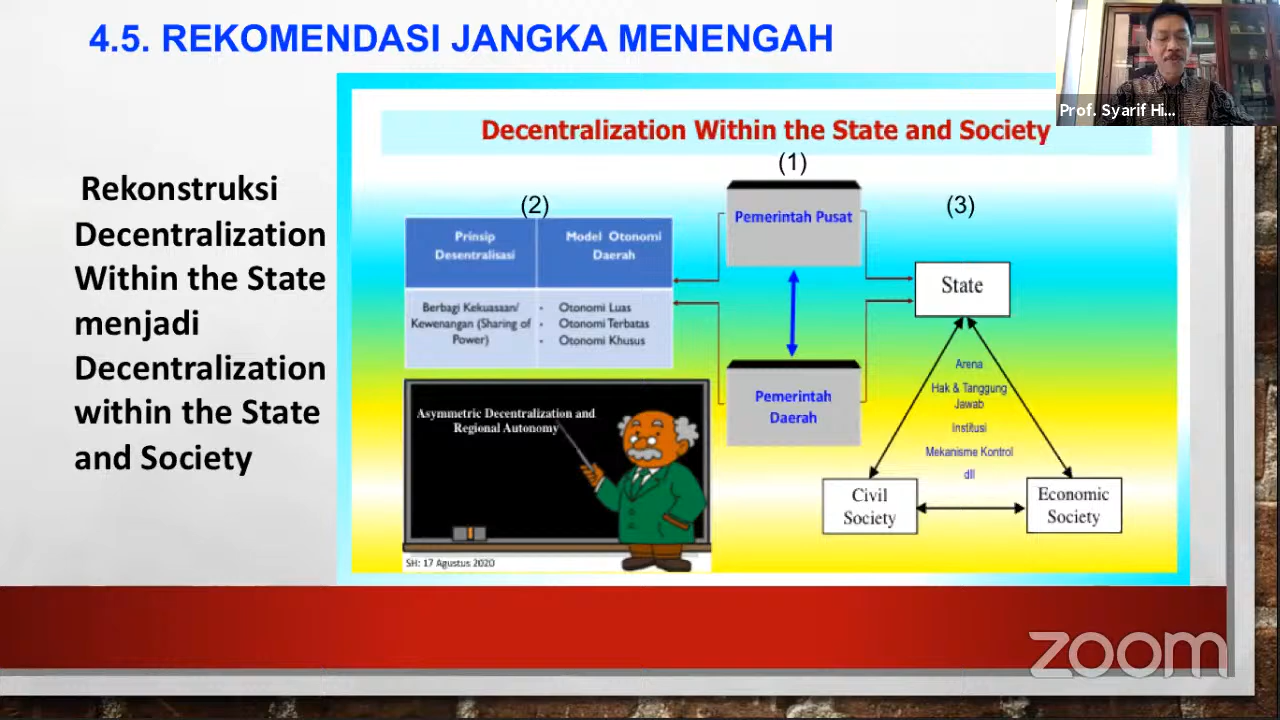 4.5. REKOMENDASI JANGKA MENENGAH
Prof. Syarif Hi...
Rekonstruksi
Decentralization
Within the State
menjadi
Decentralization
within the State
and Society
Decentralization Within the State and Society
(1)
(2)
(3)
Prinsip
Desentralisasi
Model Otonomi
Daerah
Berbagi Kekuasaan/
Kewenangan (Sharing of
Power)
- Otonomi Luas
- Otonomi Terbatas
- Otonomi Khusus
Pemerintah Pusat
Pemerintah
Daerah
State
Arena
Hak & Tanggung
Jawab
Institusi
Mekanisme Kontrol
dll
Civil
Society
Economic
Society
Asymmetric Decentralization and
Regional Autonomy
SH: 17 Agustus 2020
zoom